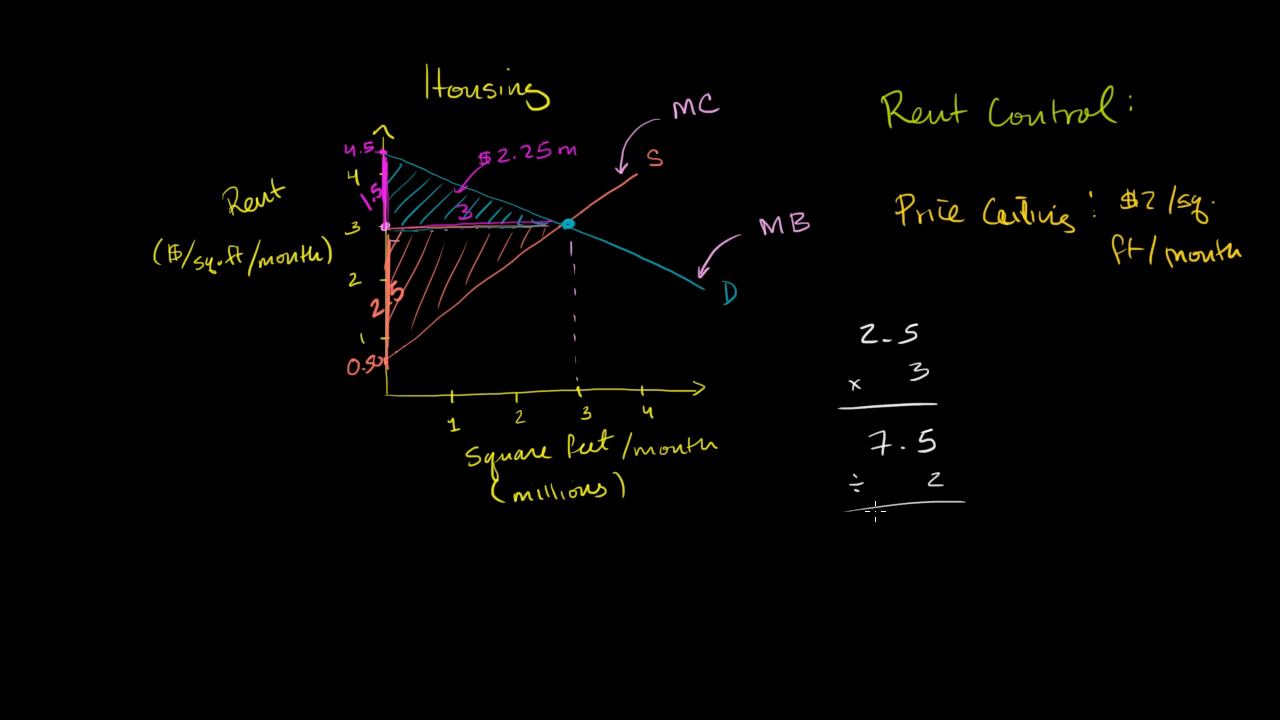 Housing
Rent
($/sq.ft/month)
4.5
4
3
2
1
0.50
1.5
2.5
3
$2.25m
MC
S
MB
D
1
2
3
4
Square feet/month
(millions)
Rent Control:
Price Ceiling: $2/sq.
ft/month
2.5
x 3
7.5
÷ 2